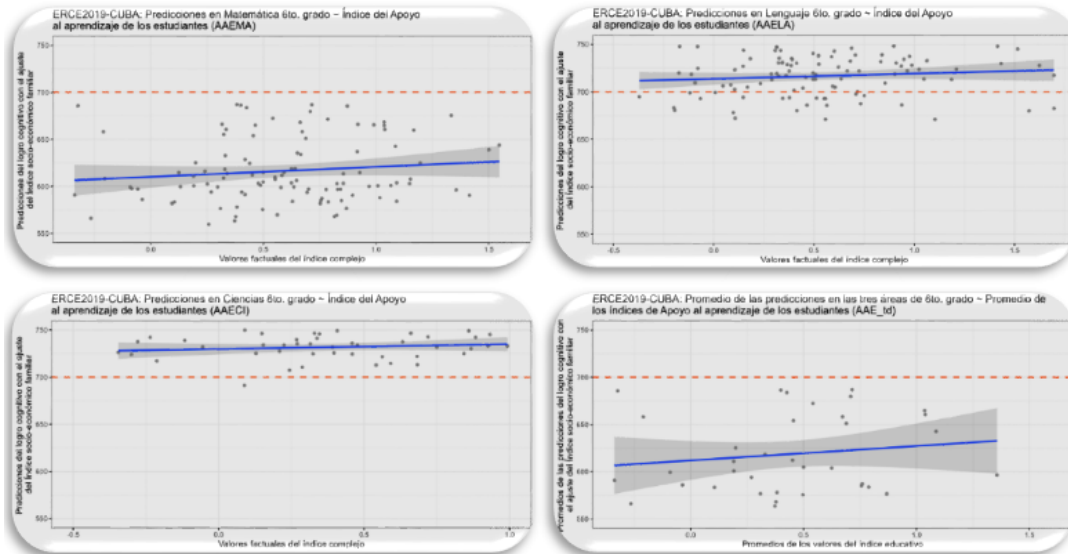 ERCE2019-CUBA: Predicciones en Matemática 6to. grado ~ Índice del Apoyo
al aprendizaje de los estudiantes (AAEMA)
Predicciones del logro cognitivo con el ajuste
del índice socio-económico familiar
750
700
650
600
550
0.0 0.5 1.0 1.5
Valores factuales del índice complejo
ERCE2019-CUBA: Predicciones en Lenguaje 6to. grado ~ Índice del Apoyo
al aprendizaje de los estudiantes (AAELA)
Predicciones del logro cognitivo con el ajuste
del índice socio-económico familiar
750
700
650
600
550
-0.5 0.0 0.5 1.0 1.5
Valores factuales del índice complejo
ERCE2019-CUBA: Predicciones en Ciencias 6to. grado ~ Índice del Apoyo
al aprendizaje de los estudiantes (AAECI)
Predicciones del logro cognitivo con el ajuste
del índice socio-económico familiar
750
700
650
600
550
-0.5 0.0 0.5 1.0
Valores factuales del índice complejo
ERCE2019-CUBA: Promedio de las predicciones en las tres áreas de 6to. grado ~ Promedio de
los índices de Apoyo al aprendizaje de los estudiantes (AAE_td)
Promedios de las predicciones del logro cognitivo con
el ajuste del índice socio-económico familiar
750
700
650
600
550
0.0 0.5 1.0 1.5
Promedios de los valores del índice educativo